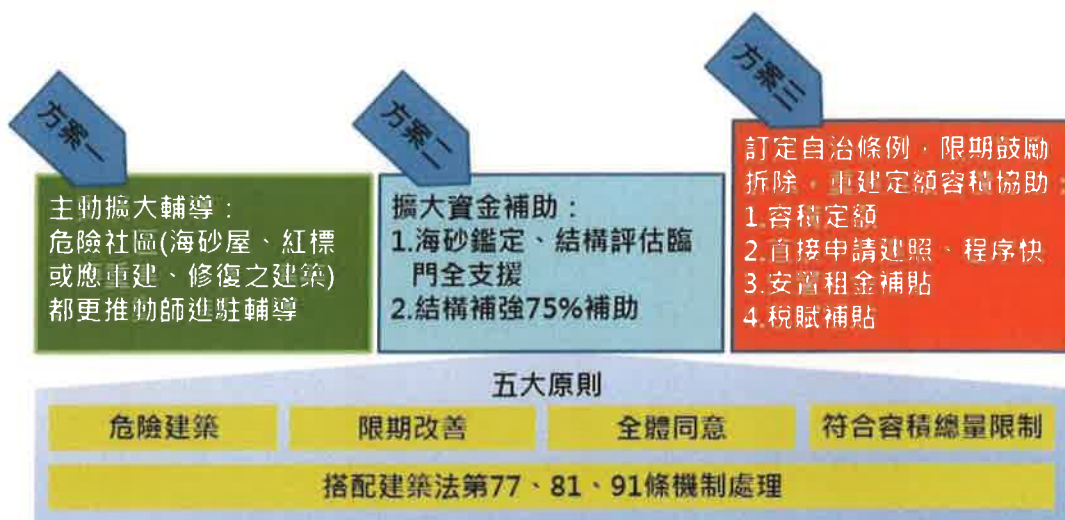 方案一
主動擴大輔導：
危險社區(海砂屋、紅標
或應重建、修復之建築)
都更推動師進駐輔導
方案二
擴大資金補助：
1.海砂鑑定、結構評估臨
門全支援
2.結構補強75%補助
方案三
訂定自治條例，限期鼓勵
拆除，重建定額容積協助：
1.容積定額
2.直接申請建照、程序快
3.安置租金補貼
4.稅賦補貼
五大原則
危險建築
限期改善
全體同意
符合容積總量限制
搭配建築法第77、81、91條機制處理